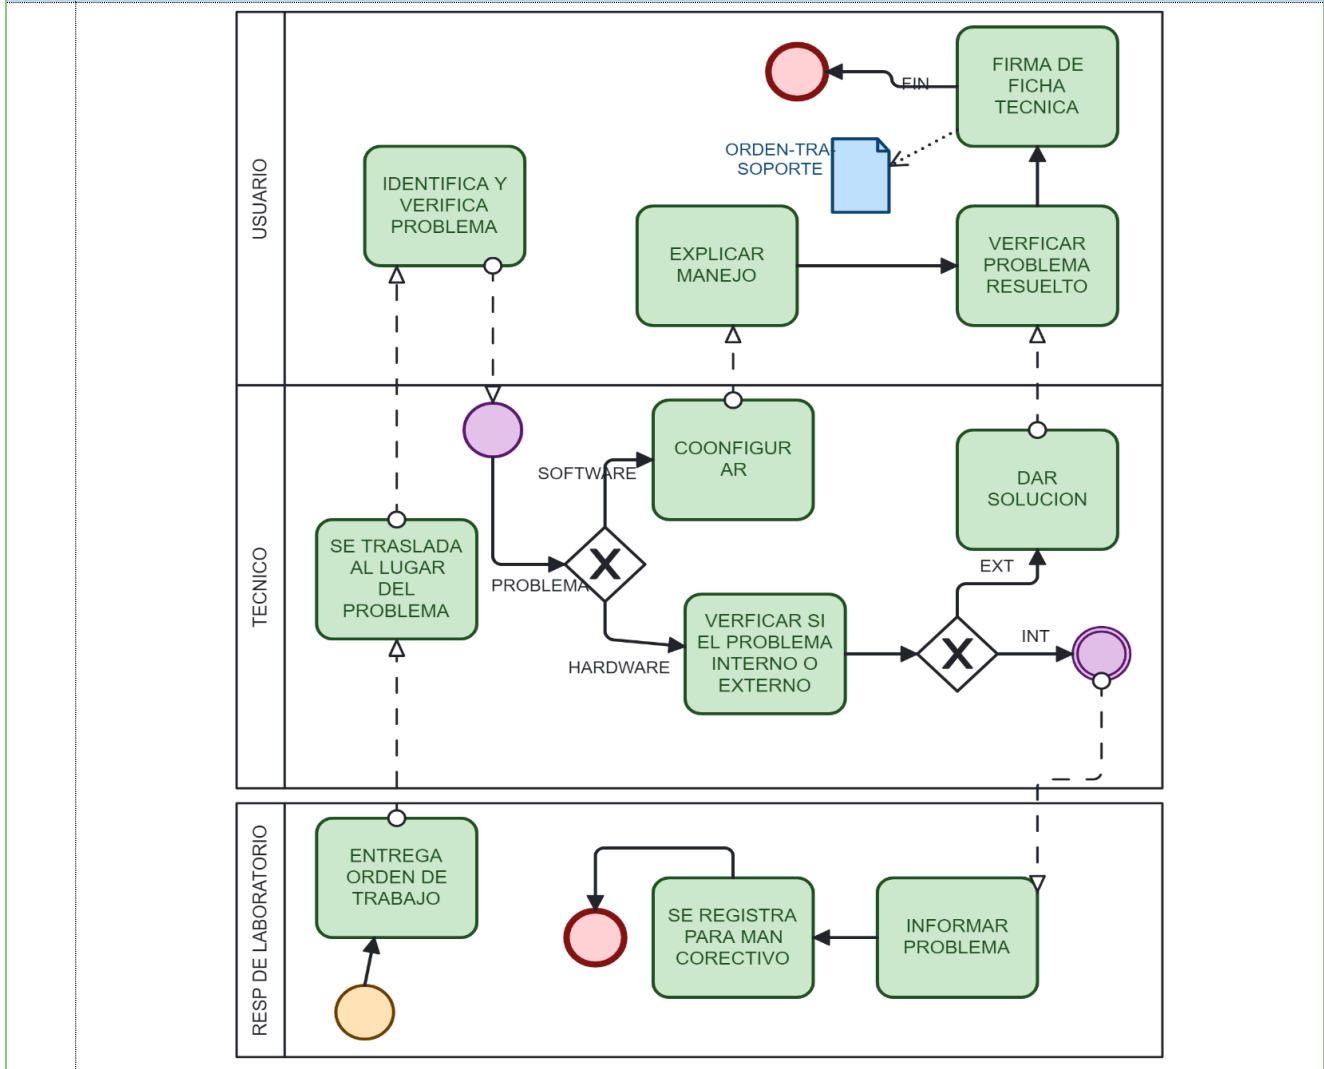 USUARIO
FIRMA DE
FICHA
TECNICA
FIN
ORDEN-TRA-
SOPORTE
IDENTIFICA Y
VERIFICA
PROBLEMA
EXPLICAR
MANEJO
VERFICAR
PROBLEMA
RESUELTO
TECNICO
SOFTWARE
COONFIGUR
AR
DAR
SOLUCION
SE TRASLADA
AL LUGAR
DEL
PROBLEMA
PROBLEMA
X
EXT
HARDWARE
VERFICAR SI
EL PROBLEMA
INTERNO O
EXTERNO
X
INT
RESP DE LABORATORIO
ENTREGA
ORDEN DE
TRABAJO
SE REGISTRA
PARA MAN
CORECTIVO
INFORMAR
PROBLEMA